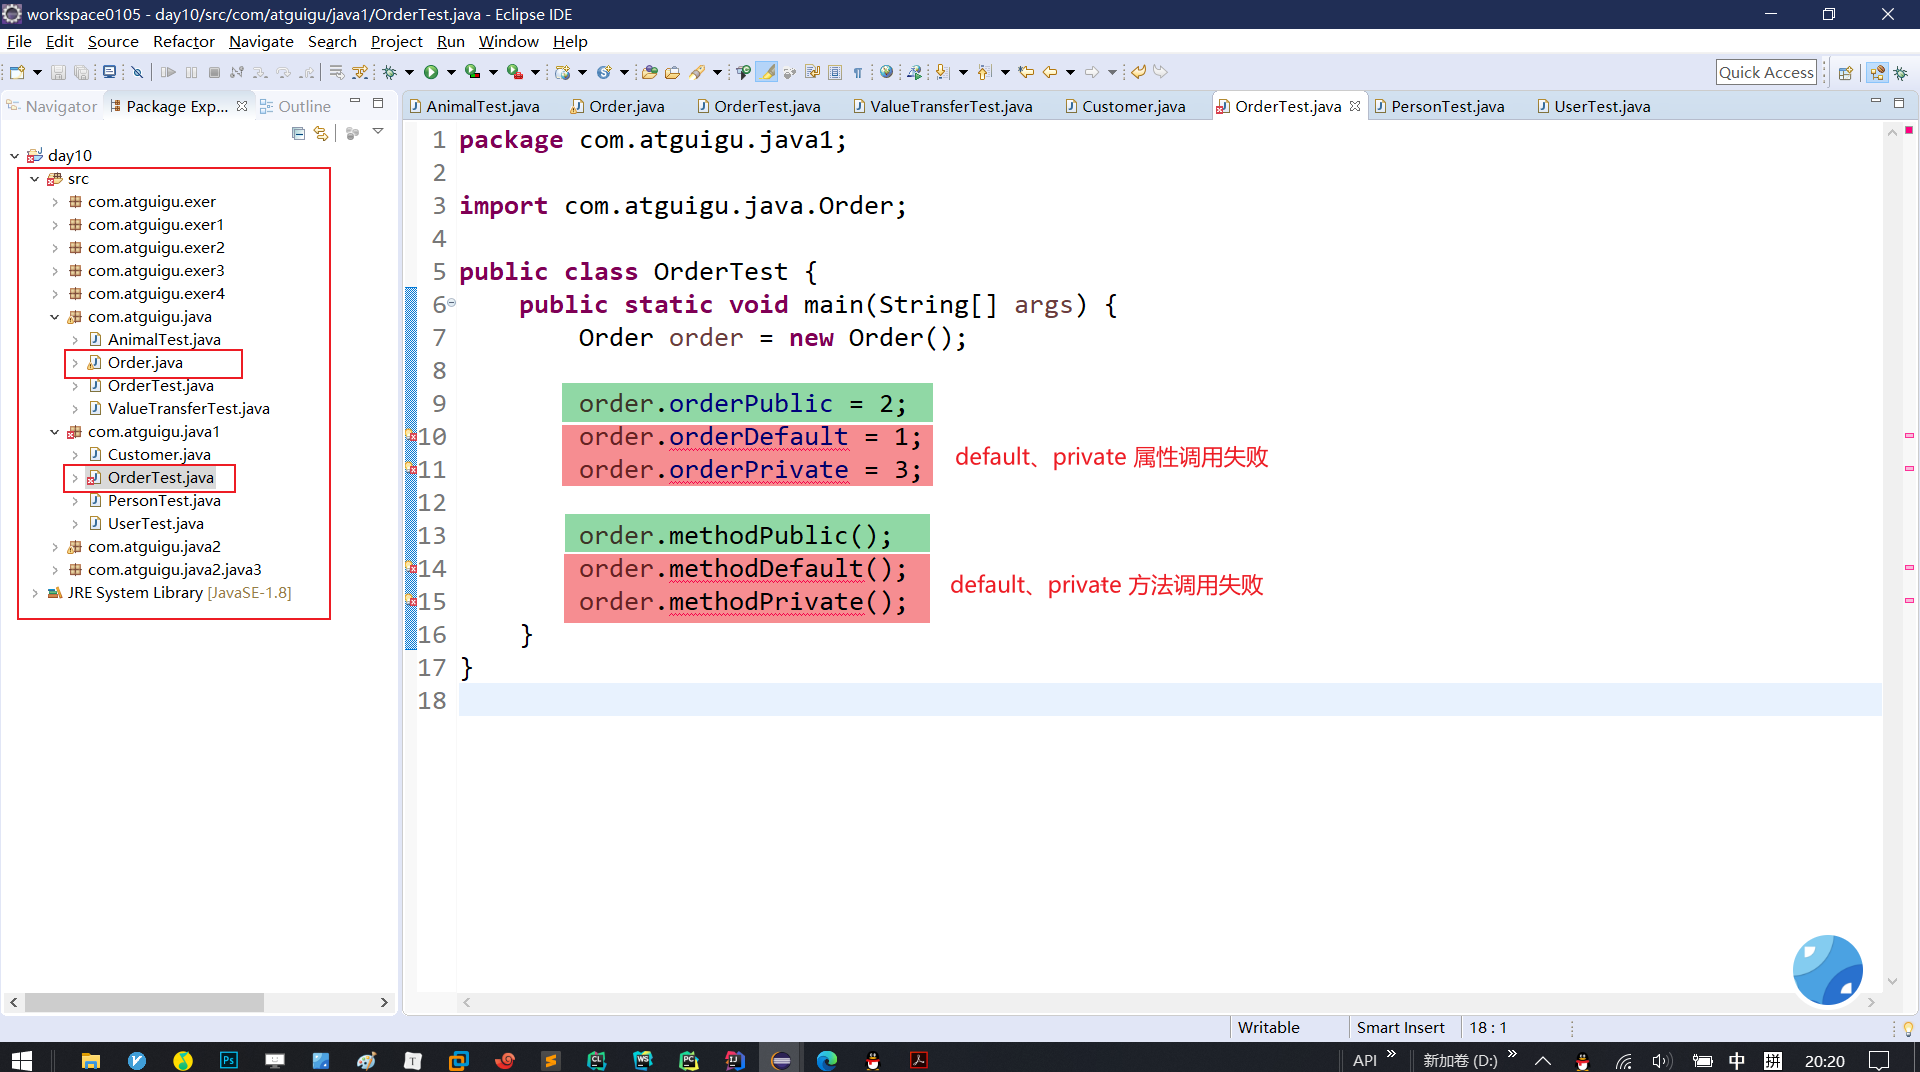 workspace0105 - day10/src/com/atguigu/java1/OrderTest.java - Eclipse IDE
File Edit Source Refactor Navigate Search Project Run Window Help
Quick Access
Navigator Package Exp... Outline
AnimalTest.java Order.java OrderTest.java ValueTransferTest.java Customer.java OrderTest.java PersonTest.java UserTest.java
day10
src
com.atguigu.exer
com.atguigu.exer1
com.atguigu.exer2
com.atguigu.exer3
com.atguigu.exer4
com.atguigu.java
AnimalTest.java
Order.java
OrderTest.java
ValueTransferTest.java
com.atguigu.java1
Customer.java
OrderTest.java
PersonTest.java
UserTest.java
com.atguigu.java2
com.atguigu.java2.java3
JRE System Library [JavaSE-1.8]
1 package com.atguigu.java1;
2
3 import com.atguigu.java.Order;
4
5 public class OrderTest {
6 public static void main(String[] args) {
7 Order order = new Order();
8
9 order.orderPublic = 2;
10 order.orderDefault = 1;
11 order.orderPrivate = 3;
default、private 属性调用失败
12
13 order.methodPublic();
14 order.methodDefault();
15 order.methodPrivate();
default、private 方法调用失败
16 }
17 }
18
Writable Smart Insert 18 : 1
API 新加卷 (D:) 中 拼 20:20